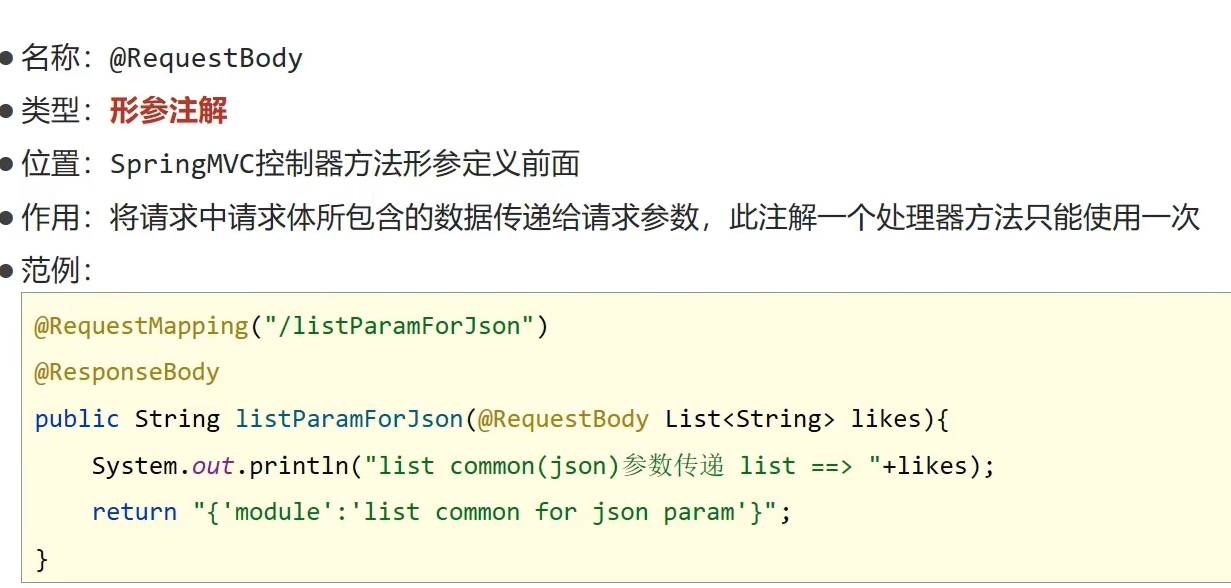 ● 名称：@RequestBody
● 类型：形参注解
● 位置：SpringMVC控制器方法形参定义前面
● 作用：将请求中请求体所包含的数据传递给请求参数，此注解一个处理器方法只能使用一次
● 范例：
@RequestMapping("/listParamForJson")
@ResponseBody
public String listParamForJson(@RequestBody List<String> likes){
    System.out.println("list common(json)参数传递 list ==> "+likes);
    return "{'module':'list common for json param'}";
}